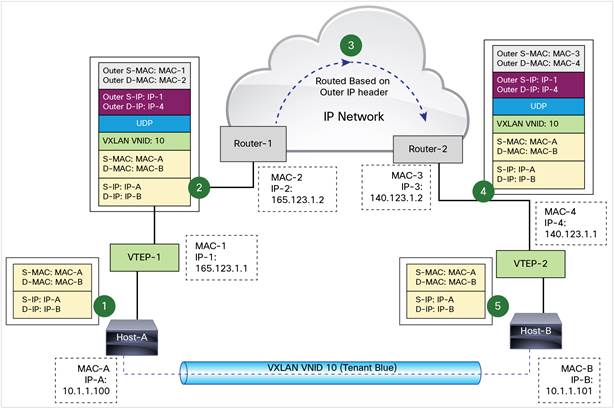 Outer S-MAC: MAC-1
Outer D-MAC: MAC-2
Outer S-IP: IP-1
Outer D-IP: IP-4
UDP
VXLAN VNID: 10
S-MAC: MAC-A
D-MAC: MAC-B
S-IP: IP-A
D-IP: IP-B
2
3
Routed Based on
Outer IP header
IP Network
Router-1
Router-2
MAC-2
IP-2:
165.123.1.2
MAC-3
IP-3:
140.123.1.2
Outer S-MAC: MAC-3
Outer D-MAC: MAC-4
Outer S-IP: IP-1
Outer D-IP: IP-4
UDP
VXLAN VNID: 10
S-MAC: MAC-A
D-MAC: MAC-B
S-IP: IP-A
D-IP: IP-B
4
VTEP-1
MAC-1
IP-1:
165.123.1.1
MAC-4
IP-4:
140.123.1.1
VTEP-2
S-MAC: MAC-A
D-MAC: MAC-B
S-IP: IP-A
D-IP: IP-B
1
Host-A
S-MAC: MAC-A
D-MAC: MAC-B
S-IP: IP-A
D-IP: IP-B
5
Host-B
MAC-A
IP-A:
10.1.1.100
VXLAN VNID 10 (Tenant Blue)
MAC-B
IP-B:
10.1.1.101